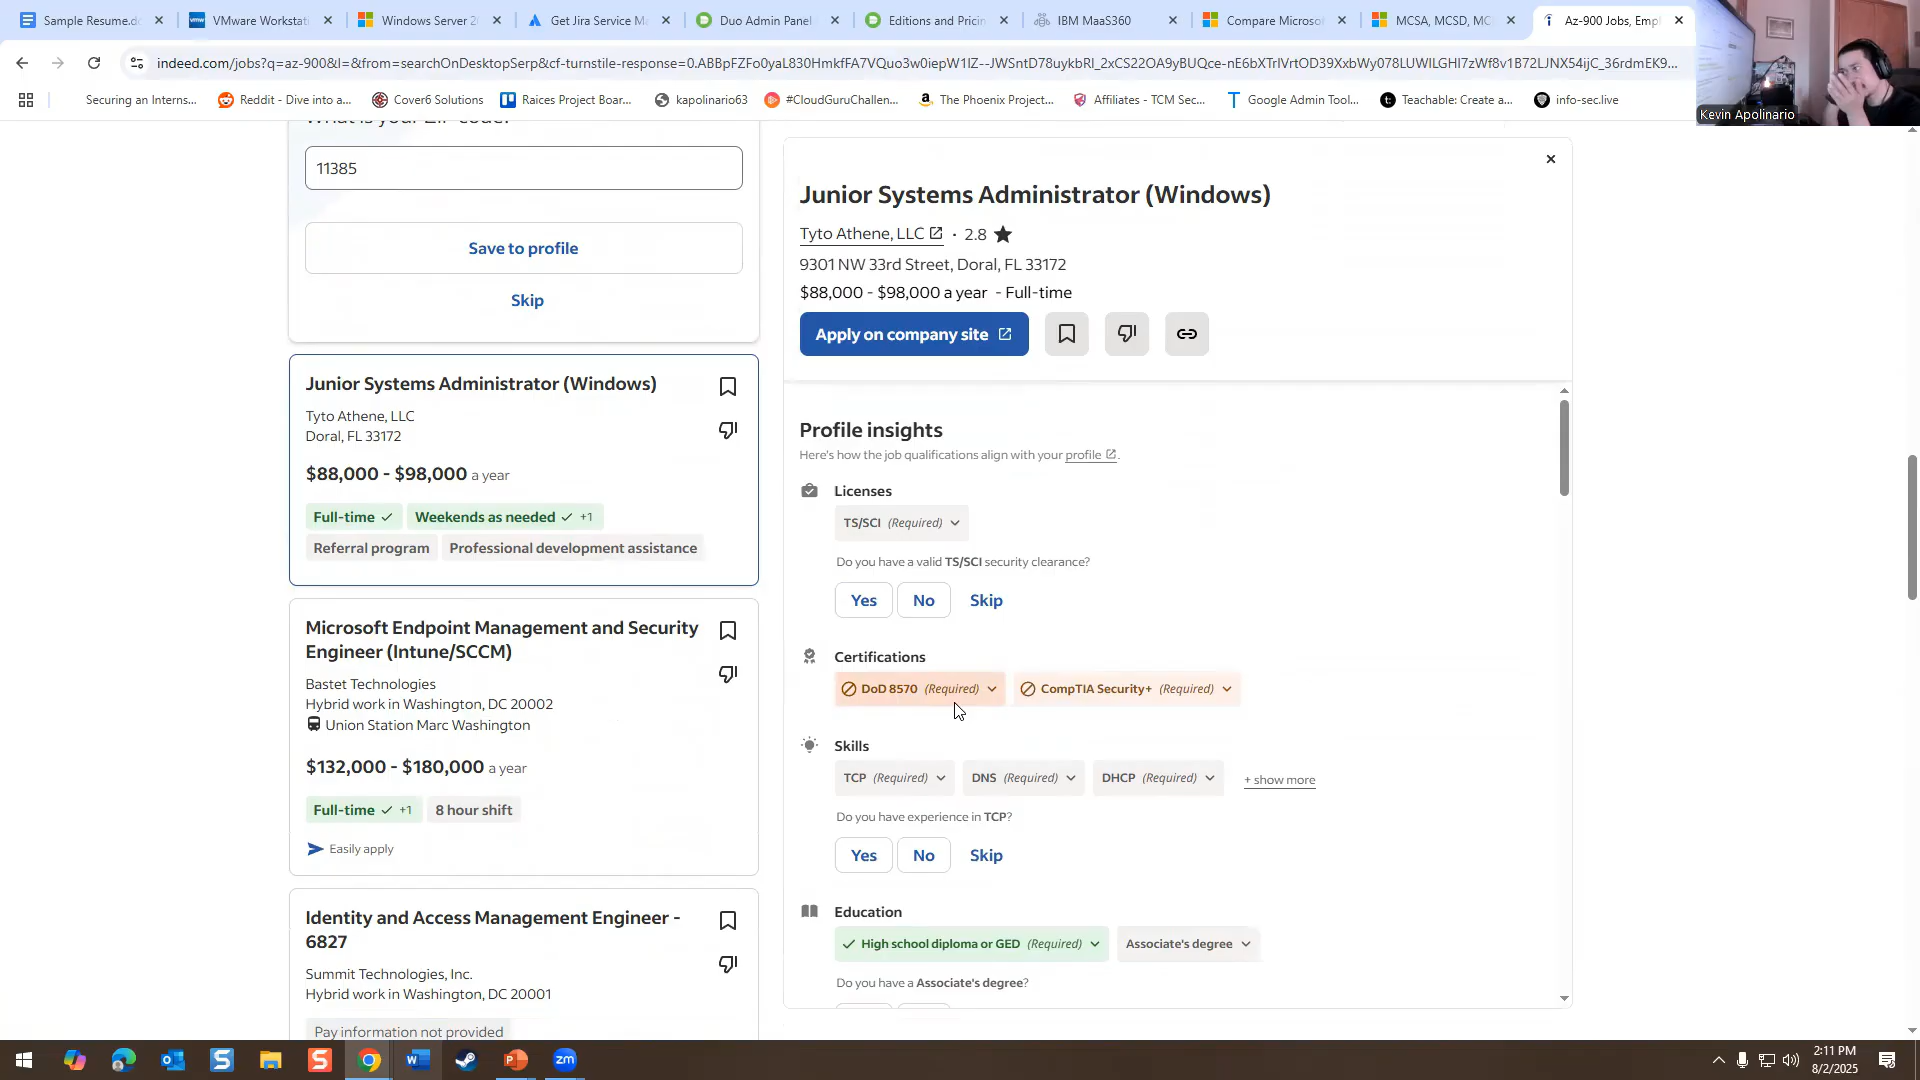 Sample Resume.d
VMware Workstati
Windows Server 2
Get Jira Service M
Duo Admin Panel
Editions and Pricin
IBM MaaS360
Compare Microso
MCSA, MCSD, MC
Az-900 Jobs, Emp
indeed.com/jobs?q=az-900&l=&from=searchOnDesktopSerp&cf-turnstile-response=0.ABBpFZFo0yaL830HmkfFA7VQuo3w0iepW1IZ--JWSntD78uykbRl_2xCS22OA9yBUQce-nE6bXTrIVrtOD39XxbWy078LUWILGHI7zWf8v1B72LJNX54ijC_36rdmEK9...
Securing an Interns...
Reddit - Dive into a...
Cover6 Solutions
Raices Project Boar...
kapolinario63
#CloudGuruChallen...
The Phoenix Project...
Affiliates - TCM Sec...
Google Admin Tool...
Teachable: Create a...
info-sec.live
Kevin Apolinario
What is your ZIP code?
11385
Save to profile
Skip
Junior Systems Administrator (Windows)
Tyto Athene, LLC
Doral, FL 33172
$88,000 - $98,000 a year
Full-time
Weekends as needed +1
Referral program
Professional development assistance
Microsoft Endpoint Management and Security
Engineer (Intune/SCCM)
Bastet Technologies
Hybrid work in Washington, DC 20002
Union Station Marc Washington
$132,000 - $180,000 a year
Full-time +1
8 hour shift
Easily apply
Identity and Access Management Engineer -
6827
Summit Technologies, Inc.
Hybrid work in Washington, DC 20001
Pay information not provided
Junior Systems Administrator (Windows)
Tyto Athene, LLC · 2.8
9301 NW 33rd Street, Doral, FL 33172
$88,000 - $98,000 a year - Full-time
Apply on company site
Profile insights
Here's how the job qualifications align with your profile.
Licenses
TS/SCI (Required)
Do you have a valid TS/SCI security clearance?
Yes
No
Skip
Certifications
DoD 8570 (Required)
CompTIA Security+ (Required)
Skills
TCP (Required)
DNS (Required)
DHCP (Required)
+ show more
Do you have experience in TCP?
Yes
No
Skip
Education
High school diploma or GED (Required)
Associate's degree
Do you have a Associate's degree?
zm
2:11 PM
8/2/2025